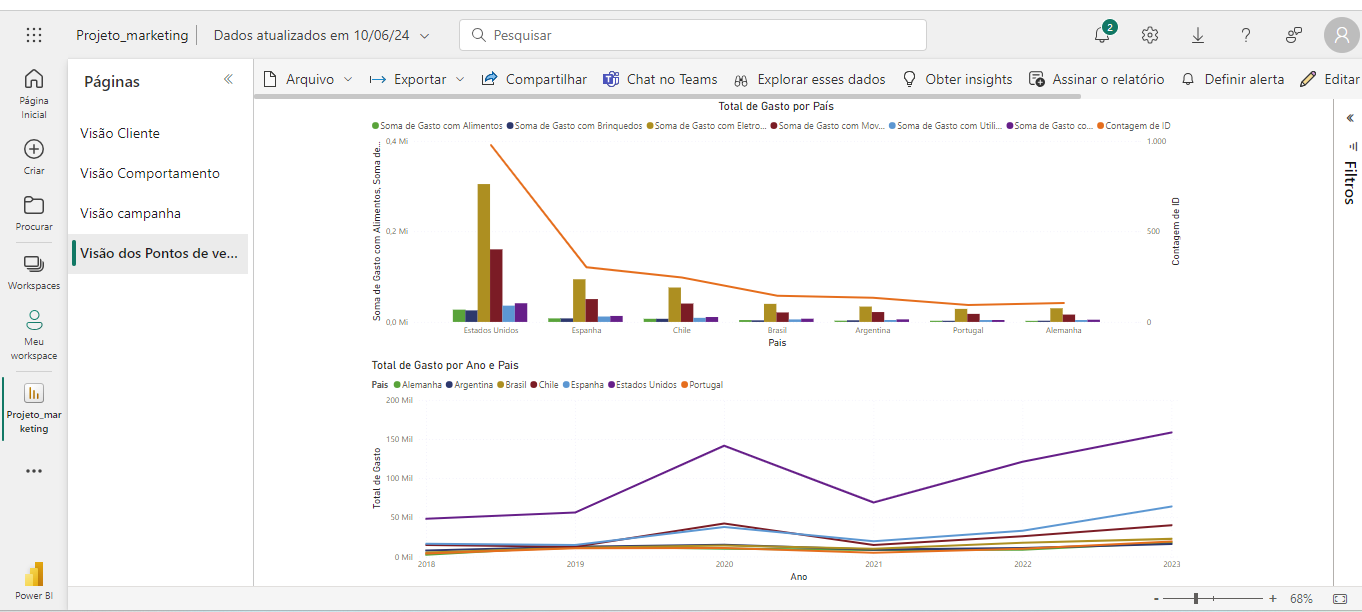 Projeto_marketing
Dados atualizados em 10/06/24
Pesquisar
2
Página
Inicial
Criar
Procurar
Workspaces
Meu
workspace
Projeto_mar
keting
Power BI
Páginas
Visão Cliente
Visão Comportamento
Visão campanha
Visão dos Pontos de ve...
Arquivo
Exportar
Compartilhar
Chat no Teams
Explorar esses dados
Obter insights
Assinar o relatório
Definir alerta
Editar
Total de Gasto por País
Soma de Gasto com Alimentos
Soma de Gasto com Brinquedos
Soma de Gasto com Eletro...
Soma de Gasto com Mov...
Soma de Gasto com Utili...
Soma de Gasto co...
Contagem de ID
Soma de Gasto com Alimentos, Soma de...
0,4 Mi
0,2 Mi
0,0 Mi
1.000
500
0
Contagem de ID
Estados Unidos
Espanha
Chile
Brasil
Argentina
Portugal
Alemanha
Pais
Total de Gasto por Ano e Pais
Pais
Alemanha
Argentina
Brasil
Chile
Espanha
Estados Unidos
Portugal
Total de Gasto
200 Mil
150 Mil
100 Mil
50 Mil
0 Mil
2018
2019
2020
2021
2022
2023
Ano
Filtros
-
+
68%